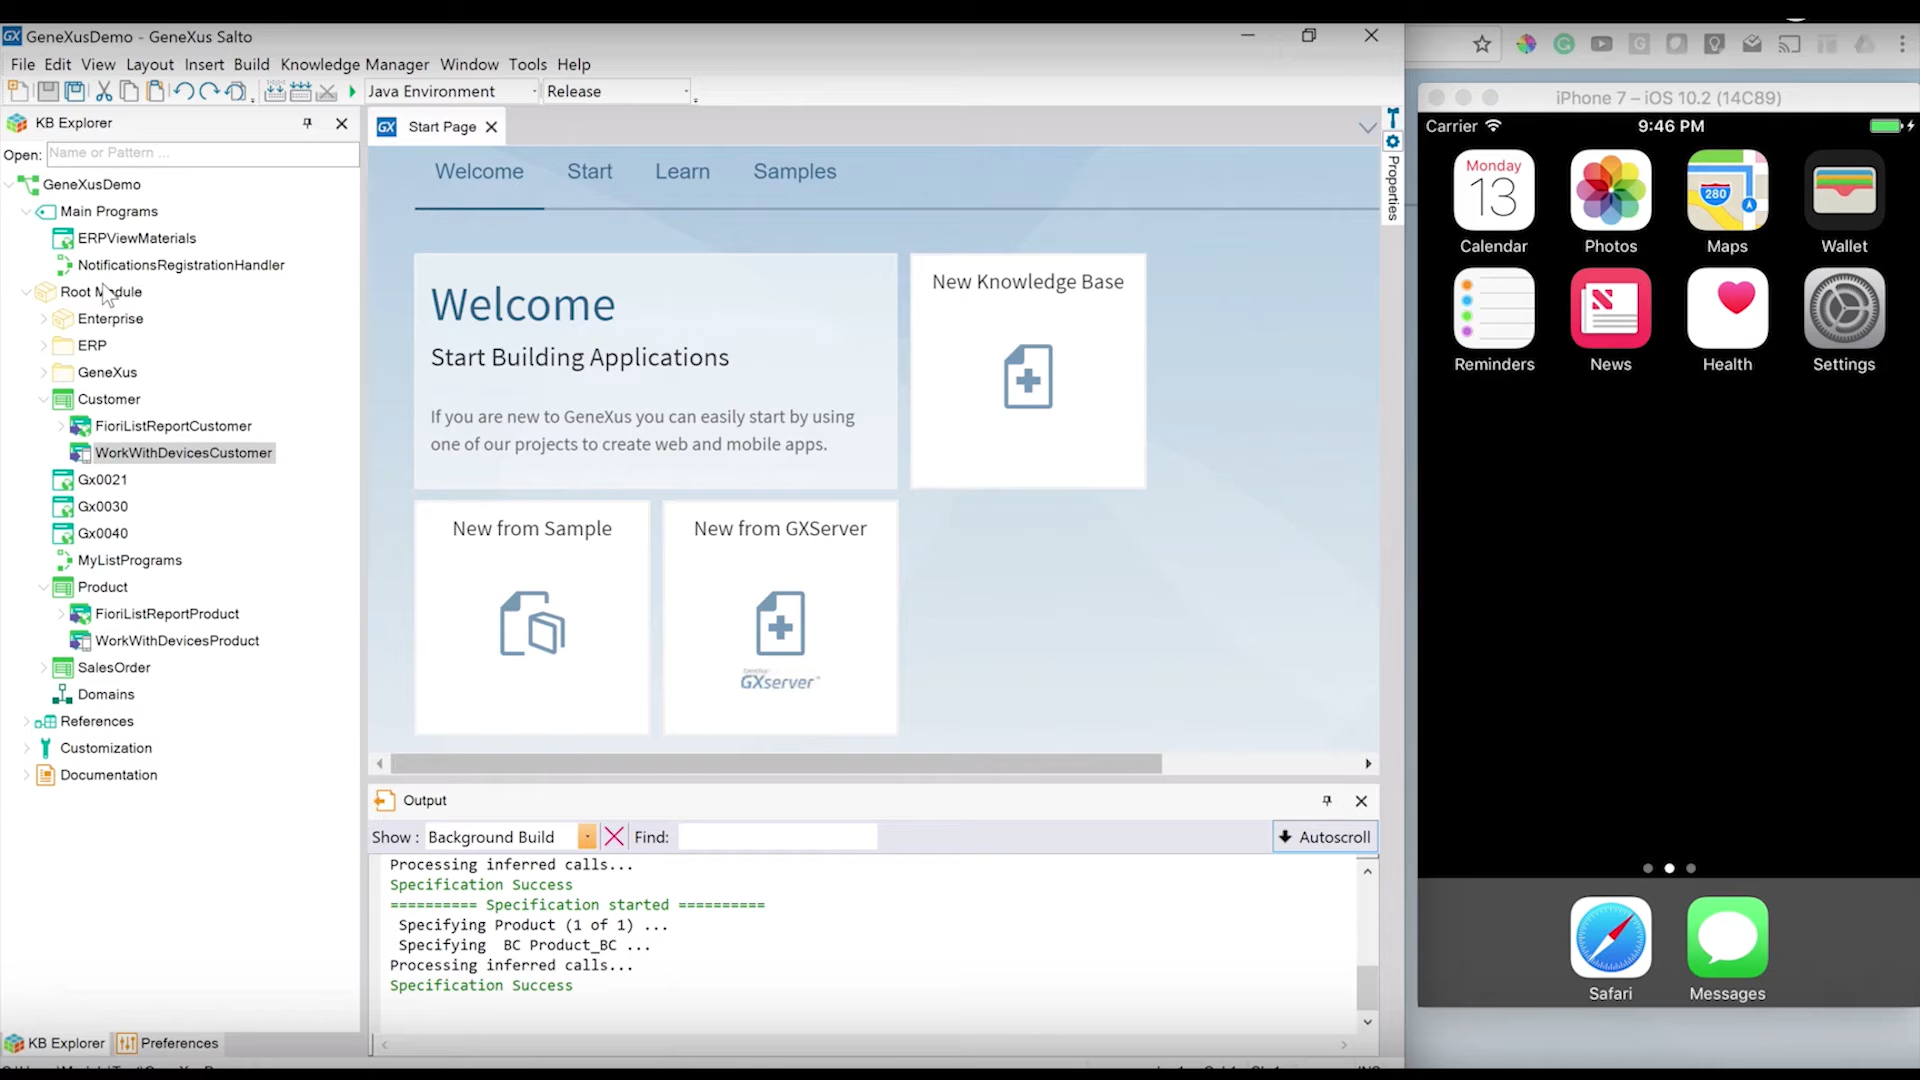 GX GeneXusDemo - GeneXus Salto
File Edit View Layout Insert Build Knowledge Manager Window Tools Help
Java Environment
Release
KB Explorer
Open: Name or Pattern ...
GeneXusDemo
Main Programs
ERPViewMaterials
NotificationsRegistrationHandler
Root Module
Enterprise
ERP
GeneXus
Customer
FioriListReportCustomer
WorkWithDevicesCustomer
Gx0021
Gx0030
Gx0040
MyListPrograms
Product
FioriListReportProduct
WorkWithDevicesProduct
SalesOrder
Domains
References
Customization
Documentation
KB Explorer
Preferences
GX Start Page
Welcome Start Learn Samples
Welcome
Start Building Applications
If you are new to GeneXus you can easily start by using
one of our projects to create web and mobile apps.
New Knowledge Base
New from Sample
New from GXServer
GXserver
Properties
Output
Show : Background Build
Find:
Autoscroll
Processing inferred calls...
Specification Success
========== Specification started ==========
Specifying Product (1 of 1) ...
Specifying BC Product_BC ...
Processing inferred calls...
Specification Success
iPhone 7 – iOS 10.2 (14C89)
Carrier
9:46 PM
Monday
13
280
Calendar
Photos
Maps
Wallet
Reminders
News
Health
Settings
Safari
Messages